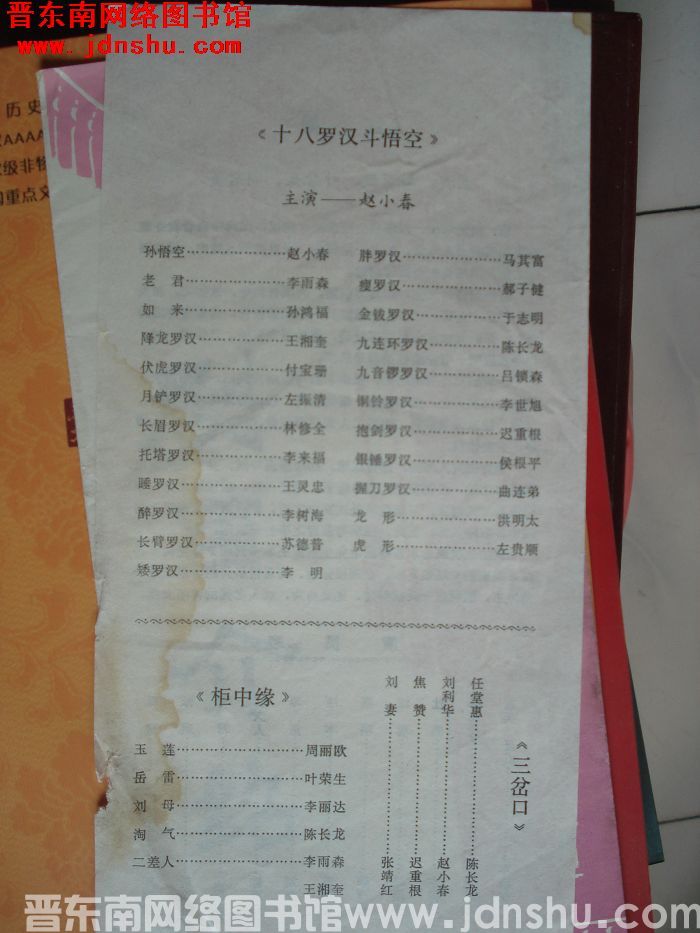 晋东南网络图书馆
www.jdnshu.com
历史
AAAA
级非物
重点文
《十八罗汉斗悟空》
主演——赵小春
孙悟空…………………赵小春
老 君…………………李雨森
如 来…………………孙鸿福
降龙罗汉………………王湘奎
伏虎罗汉………………付宝珊
月铲罗汉………………左振清
长眉罗汉………………林修全
托塔罗汉………………李来福
睡罗汉…………………王灵忠
醉罗汉…………………李树海
长臂罗汉………………苏德普
矮罗汉…………………李 明
胖罗汉…………………马其富
瘦罗汉…………………郝子健
金钹罗汉………………于志明
九连环罗汉……………陈长龙
九音锣罗汉……………吕锁森
铜铃罗汉………………李世旭
抱剑罗汉………………迟重根
银锤罗汉………………侯根平
握刀罗汉………………曲连弟
龙 形…………………洪明太
虎 形…………………左贵顺
《柜中缘》
玉 莲…………………周丽欧
岳 雷…………………叶荣生
刘 母…………………李丽达
淘 气…………………陈长龙
二差人…………………李雨森
王湘奎
《三岔口》
任堂惠…………………陈长龙
刘利华…………………赵小春
焦 赞…………………迟重根
刘 妻…………………张靖红
晋东南网络图书馆www.jdnshu.com